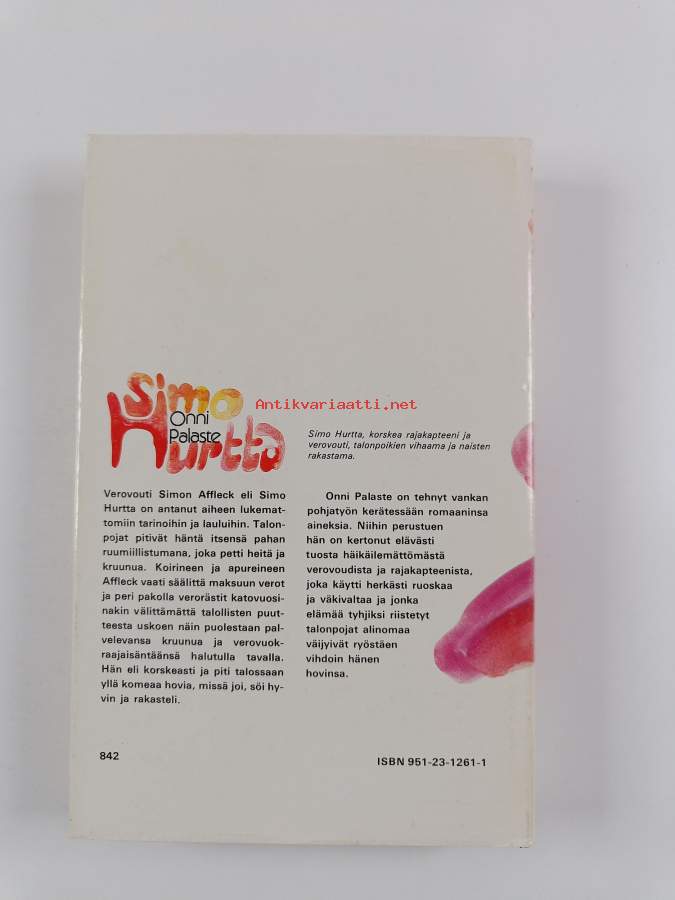 Simo
Onni
Palaste
Hurtta
Antikvariaatti.net
Simo Hurtta, korskea rajakapteeni ja
verovouti, talonpoikien vihaama ja naisten
rakastama.
Verovouti Simon Affleck eli Simo
Hurtta on antanut aiheen lukemat-
tomiin tarinoihin ja lauluihin. Talon-
pojat pitivät häntä itsensä pahan
ruumiillistumana, joka petti heitä ja
kruunua. Koirineen ja apureineen
Affleck vaati säälittä maksuun verot
ja peri pakolla verorästit katovuosi-
nakin välittämättä talollisten puut-
teesta uskoen näin puolestaan pal-
velevansa kruunua ja verovuok-
raajaisäntäänsä halutulla tavalla.
Hän eli korskeasti ja piti talossaan
yllä komeaa hovia, missä joi, söi hy-
vin ja rakasteli.
Onni Palaste on tehnyt vankan
pohjatyön kerätessään romaaninsa
aineksia. Niihin perustuen
hän on kertonut elävästi
tuosta häikäilemättömästä
verovoudista ja rajakapteenista,
joka käytti herkästi ruoskaa
ja väkivaltaa ja jonka
elämää tyhjiksi riistetyt
talonpojat alinomaa
väijyivät ryöstäen
vihdoin hänen
hovinsa.
842
ISBN 951-23-1261-1